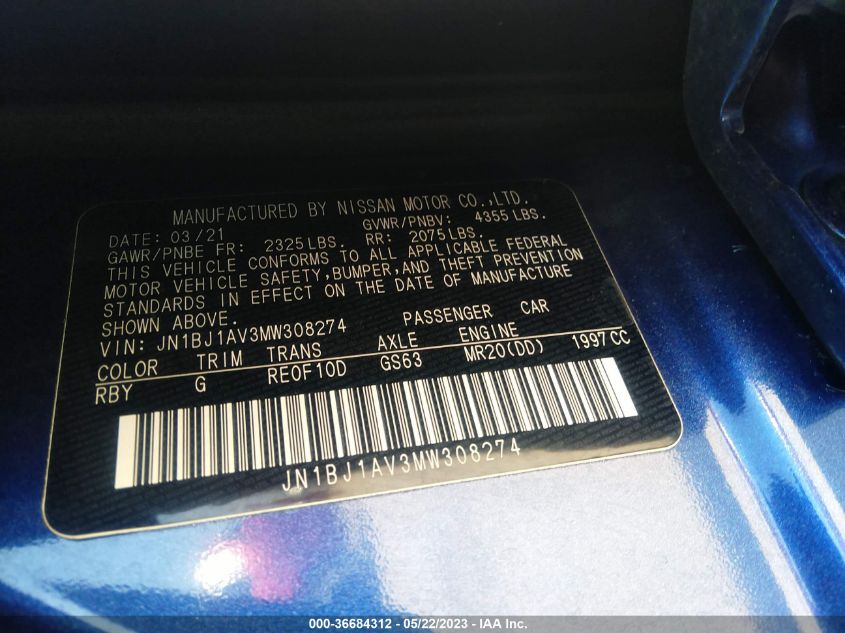 MANUFACTURED BY NISSAN MOTOR CO.,LTD.
DATE: 03/21 GVWR/PNBV: 4355 LBS.
GAWR/PNBE FR: 2325 LBS. RR: 2075 LBS.
THIS VEHICLE CONFORMS TO ALL APPLICABLE FEDERAL
MOTOR VEHICLE SAFETY,BUMPER,AND THEFT PREVENTION
STANDARDS IN EFFECT ON THE DATE OF MANUFACTURE
SHOWN ABOVE.
VIN: JN1BJ1AV3MW308274 PASSENGER CAR
COLOR TRIM TRANS AXLE ENGINE
RBY G RE0F10D GS63 MR20(DD) 1997 CC
JN1BJ1AV3MW308274
000-36684312 - 05/22/2023 - IAA Inc.